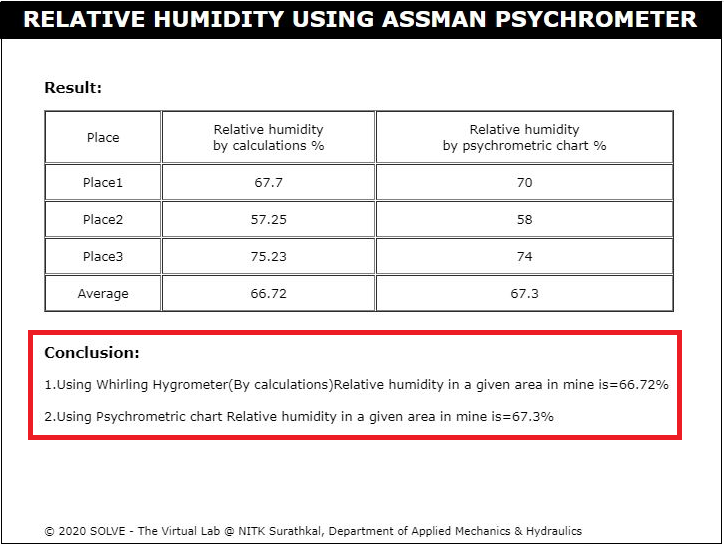 RELATIVE HUMIDITY USING ASSMAN PSYCHROMETER
Result:
Place Relative humidity by calculations % Relative humidity by psychrometric chart %
Place1 67.7 70
Place2 57.25 58
Place3 75.23 74
Average 66.72 67.3
Conclusion:
1.Using Whirling Hygrometer(By calculations)Relative humidity in a given area in mine is=66.72%
2.Using Psychrometric chart Relative humidity in a given area in mine is=67.3%
© 2020 SOLVE - The Virtual Lab @ NITK Surathkal, Department of Applied Mechanics & Hydraulics